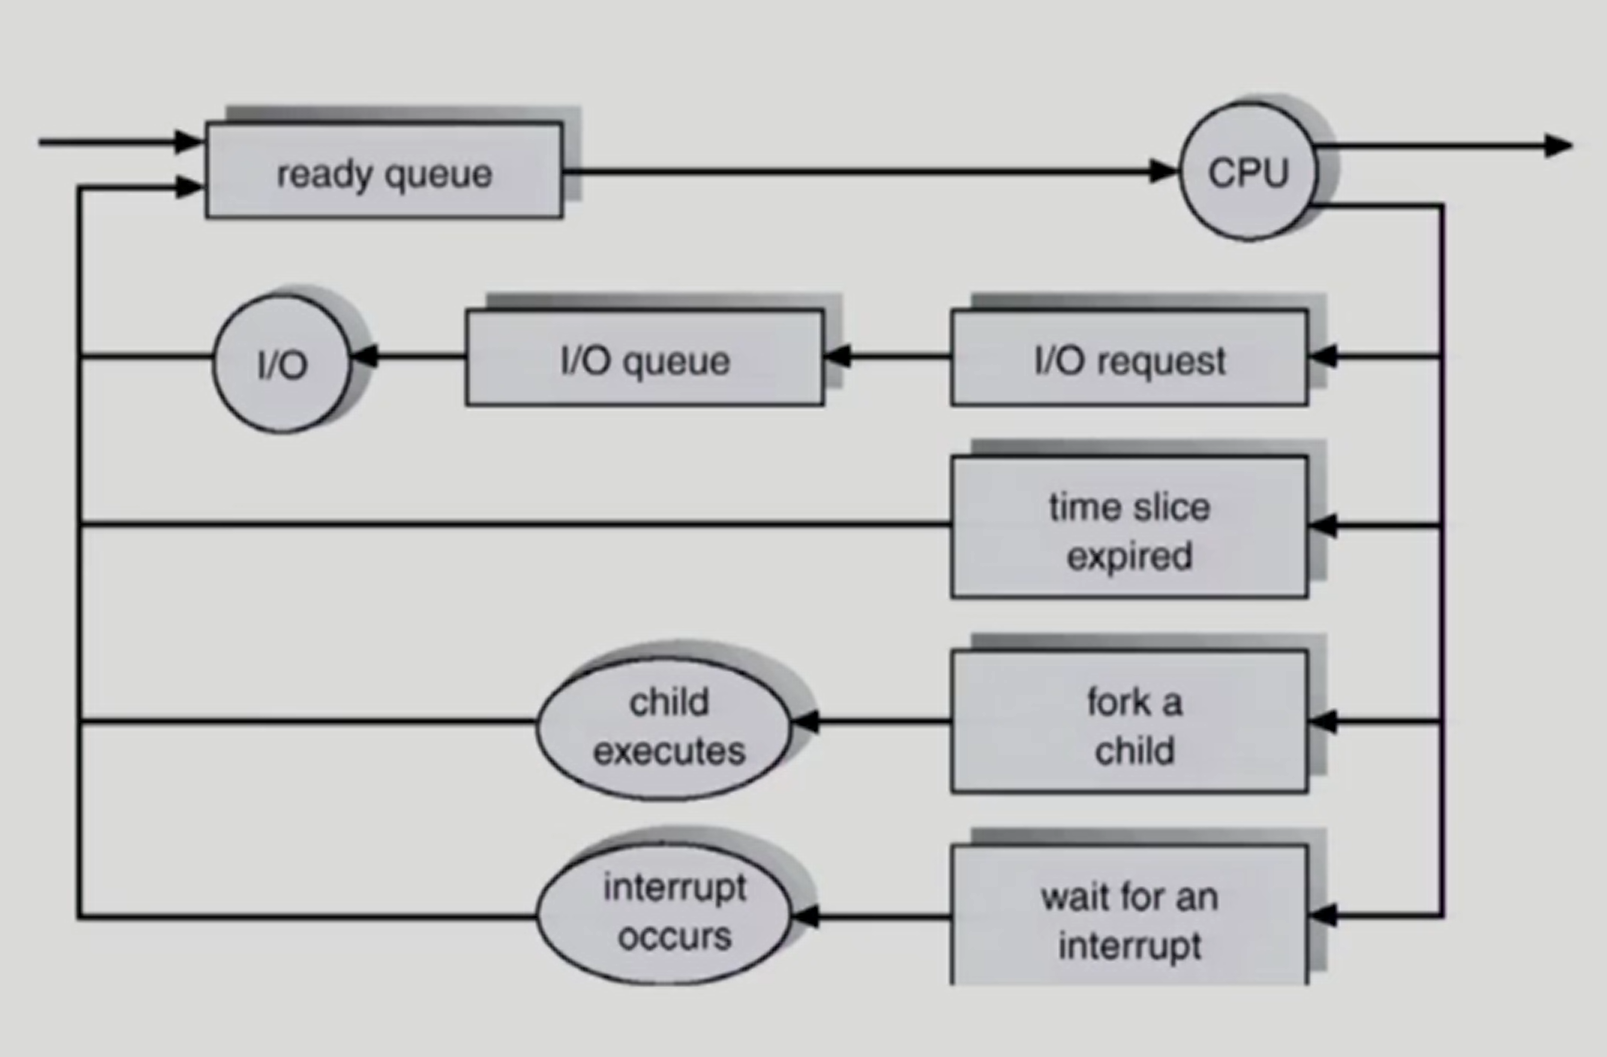 ready queue
CPU
I/O
I/O queue
I/O request
time slice
expired
child
executes
fork a
child
interrupt
occurs
wait for an
interrupt